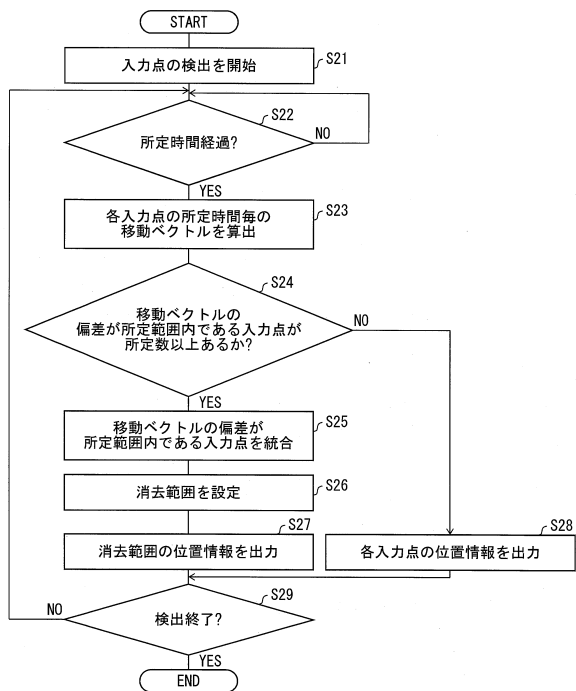 START
入力点の検出を開始
S21
S22
所定時間経過?
NO
YES
各入力点の所定時間毎の
移動ベクトルを算出
S23
S24
移動ベクトルの
偏差が所定範囲内である入力点が
所定数以上あるか?
NO
YES
移動ベクトルの偏差が
所定範囲内である入力点を統合
S25
消去範囲を設定
S26
S27
消去範囲の位置情報を出力
S28
各入力点の位置情報を出力
S29
NO
検出終了?
YES
END